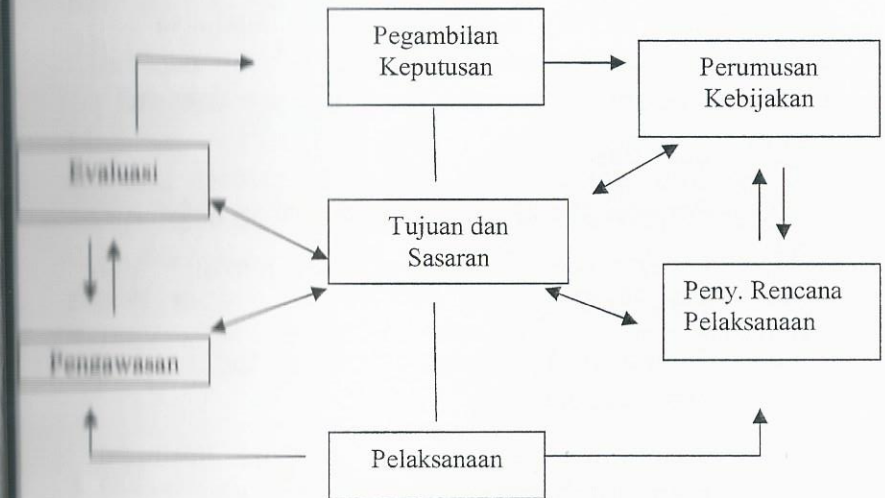 Pegambilan
Keputusan
Perumusan
Kebijakan
Evaluasi
Tujuan dan
Sasaran
Peny. Rencana
Pelaksanaan
Pengawasan
Pelaksanaan